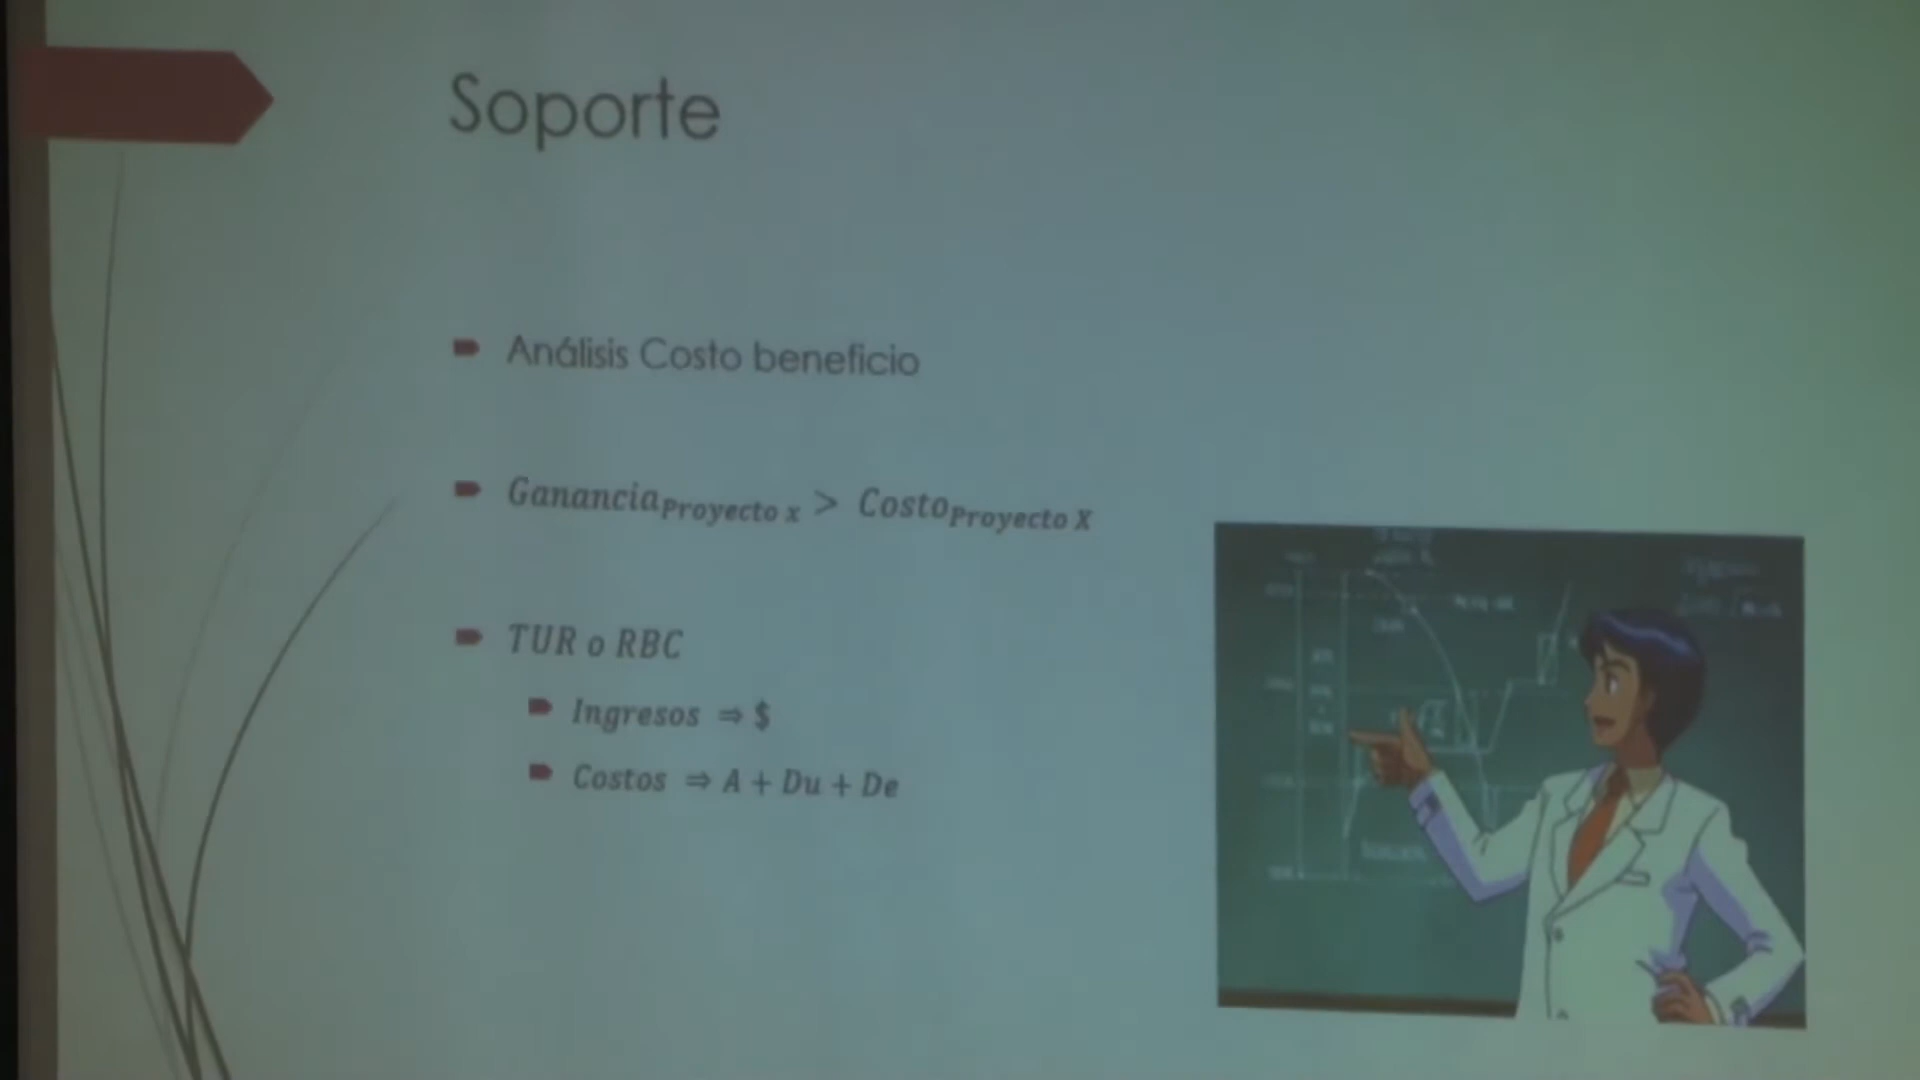 Soporte
Análisis Costo beneficio
Ganancia Proyecto x > Costo Proyecto X
TUR o RBC
Ingresos ⇒ $
Costos ⇒ A + Du + De